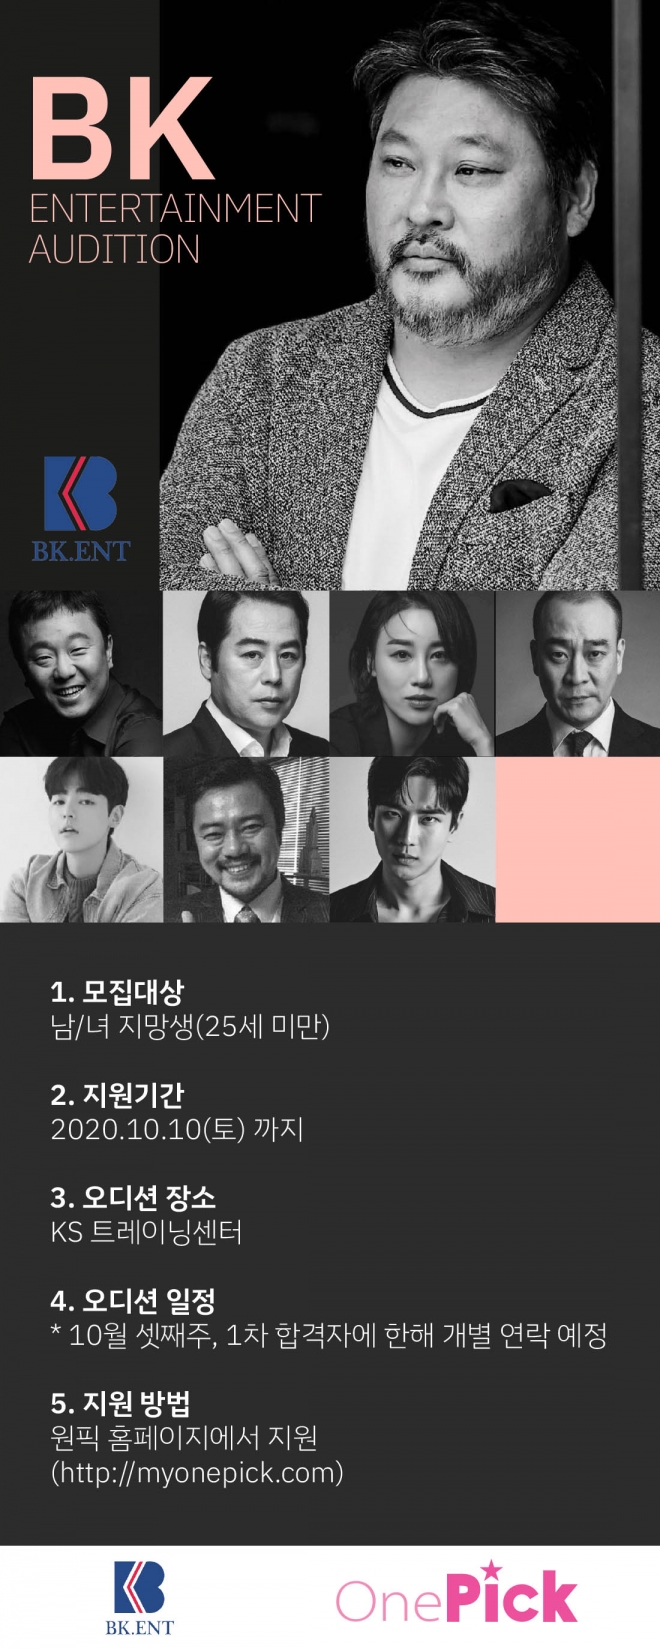 BK
ENTERTAINMENT
AUDITION
BK.ENT
1. 모집대상
남/녀 지망생(25세 미만)
2. 지원기간
2020.10.10(토) 까지
3. 오디션 장소
KS 트레이닝센터
4. 오디션 일정
* 10월 셋째주, 1차 합격자에 한해 개별 연락 예정
5. 지원 방법
원픽 홈페이지에서 지원
(http://myonepick.com)
BK.ENT
OnePick